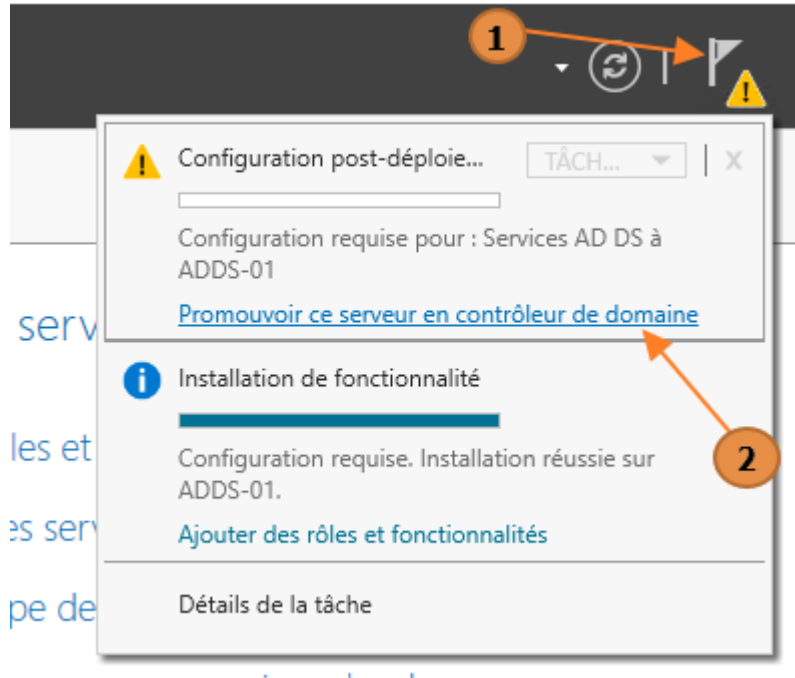 1
Configuration post-déploie...
TÂCH...
X
Configuration requise pour : Services AD DS à
ADDS-01
Promouvoir ce serveur en contrôleur de domaine
serv
Installation de fonctionnalité
les et
Configuration requise. Installation réussie sur
ADDS-01.
2
es serv
Ajouter des rôles et fonctionnalités
pe de
Détails de la tâche